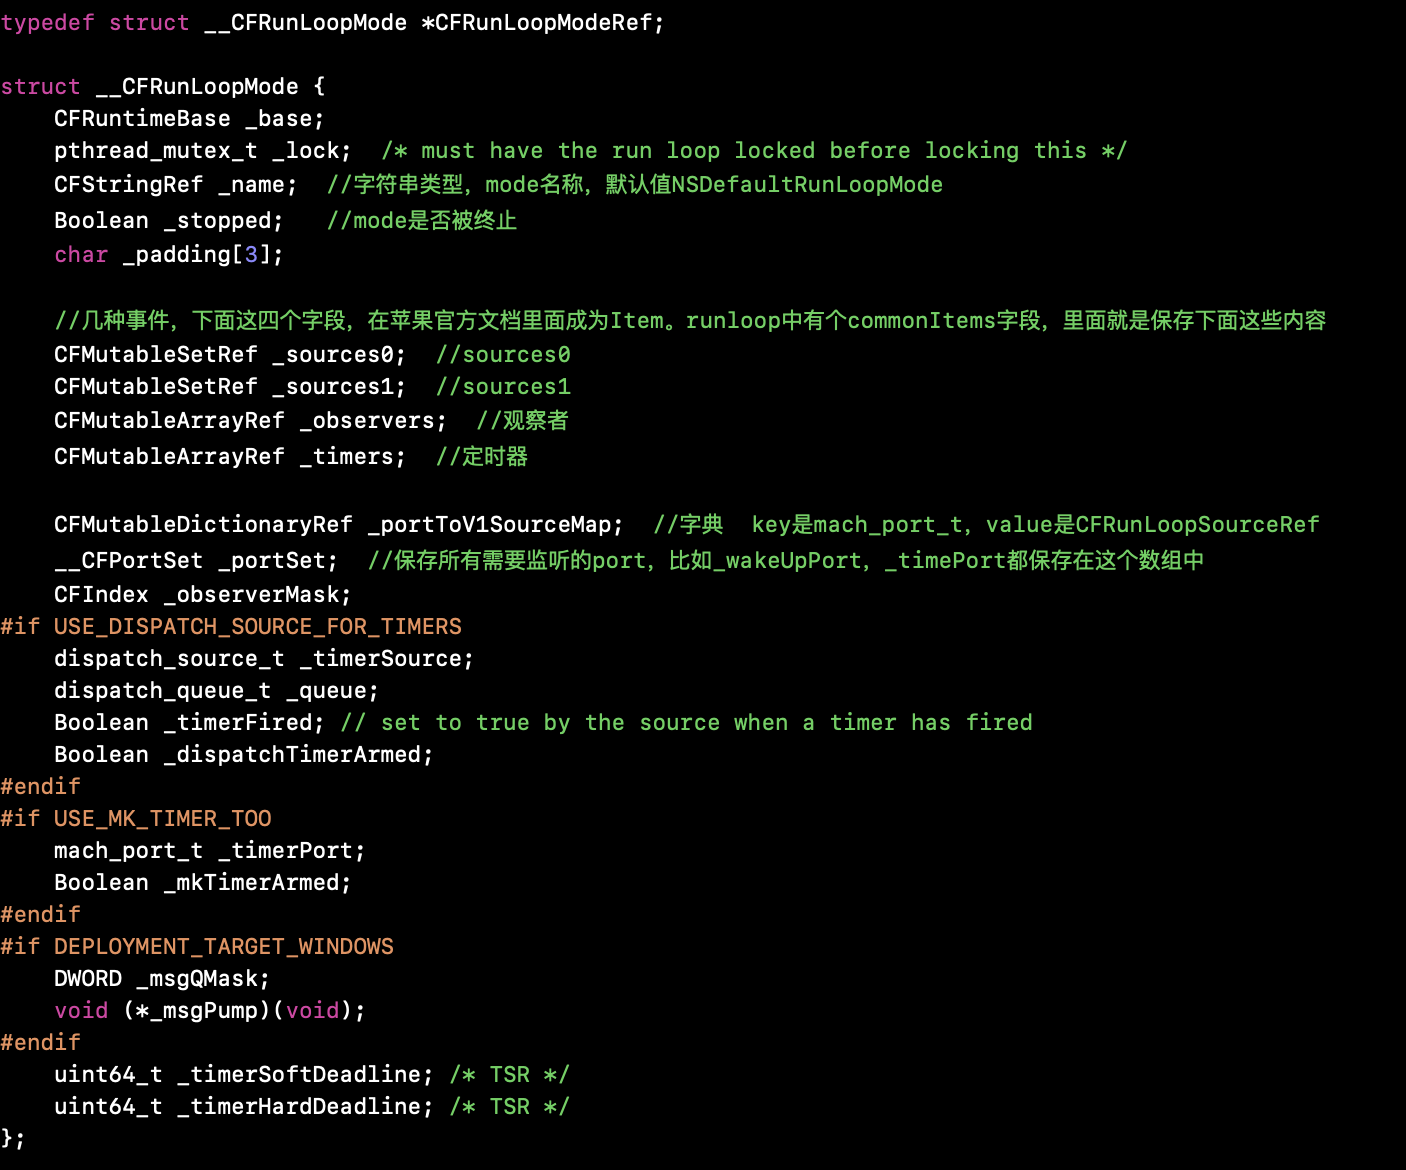 typedef struct __CFRunLoopMode *CFRunLoopModeRef;
struct __CFRunLoopMode {
    CFRuntimeBase _base;
    pthread_mutex_t _lock;  /* must have the run loop locked before locking this */
    CFStringRef _name;  //字符串类型，mode名称，默认值NSDefaultRunLoopMode
    Boolean _stopped;   //mode是否被终止
    char _padding[3];
    //几种事件，下面这四个字段，在苹果官方文档里面成为Item。runloop中有个commonItems字段，里面就是保存下面这些内容
    CFMutableSetRef _sources0;  //sources0
    CFMutableSetRef _sources1;  //sources1
    CFMutableArrayRef _observers;  //观察者
    CFMutableArrayRef _timers;  //定时器
    CFMutableDictionaryRef _portToV1SourceMap;  //字典  key是mach_port_t，value是CFRunLoopSourceRef
    __CFPortSet _portSet;  //保存所有需要监听的port，比如_wakeUpPort，_timePort都保存在这个数组中
    CFIndex _observerMask;
#if USE_DISPATCH_SOURCE_FOR_TIMERS
    dispatch_source_t _timerSource;
    dispatch_queue_t _queue;
    Boolean _timerFired; // set to true by the source when a timer has fired
    Boolean _dispatchTimerArmed;
#endif
#if USE_MK_TIMER_TOO
    mach_port_t _timerPort;
    Boolean _mkTimerArmed;
#endif
#if DEPLOYMENT_TARGET_WINDOWS
    DWORD _msgQMask;
    void (*_msgPump)(void);
#endif
    uint64_t _timerSoftDeadline; /* TSR */
    uint64_t _timerHardDeadline; /* TSR */
};